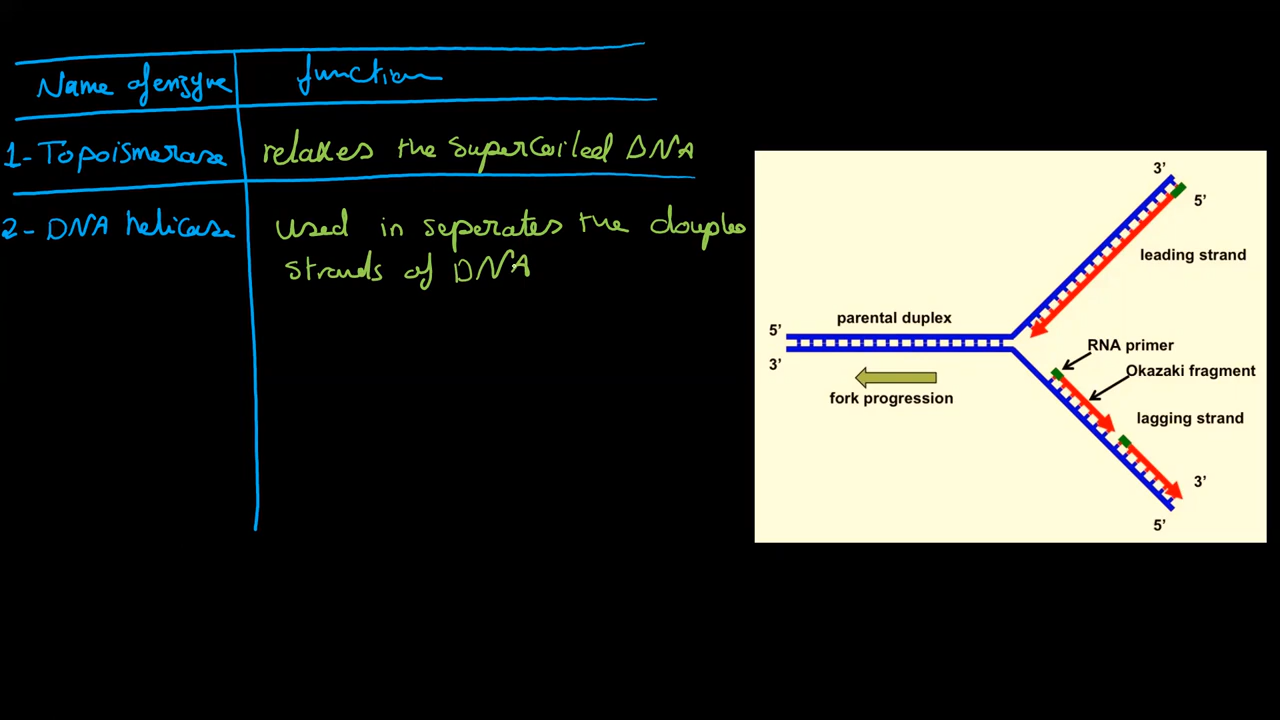 Name of enzyme function
1- Topoismerase relaxes the supercoiled DNA
2- DNA helicase used in seperates the douple
strands of DNA
3'
5'
leading strand
parental duplex
5'
3'
RNA primer
Okazaki fragment
fork progression
lagging strand
3'
5'